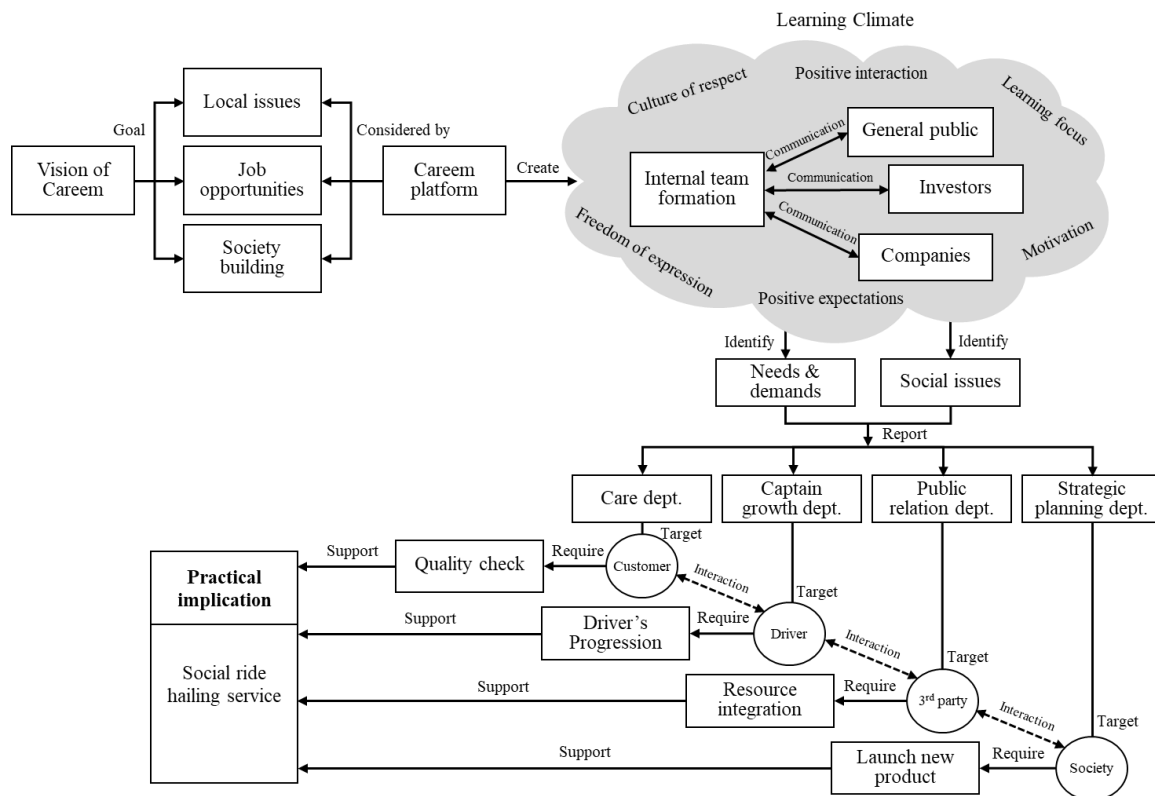 Learning Climate
Culture of respect
Positive interaction
Learning focus
Local issues
Goal
Considered by
Communication
General public
Vision of
Careem
Job
opportunities
Careem
platform
Create
Internal team
formation
Communication
Investors
Communication
Society
building
Freedom of expression
Companies
Motivation
Positive expectations
Identify
Identify
Needs &
demands
Social issues
Report
Care dept.
Captain
growth dept.
Public
relation dept.
Strategic
planning dept.
Target
Support
Quality check
Require
Customer
Interaction
Practical
implication
Target
Support
Driver's
Progression
Require
Driver
Interaction
Target
Social ride
hailing service
Support
Resource
integration
Require
3rd party
Interaction
Target
Support
Launch new
product
Require
Society